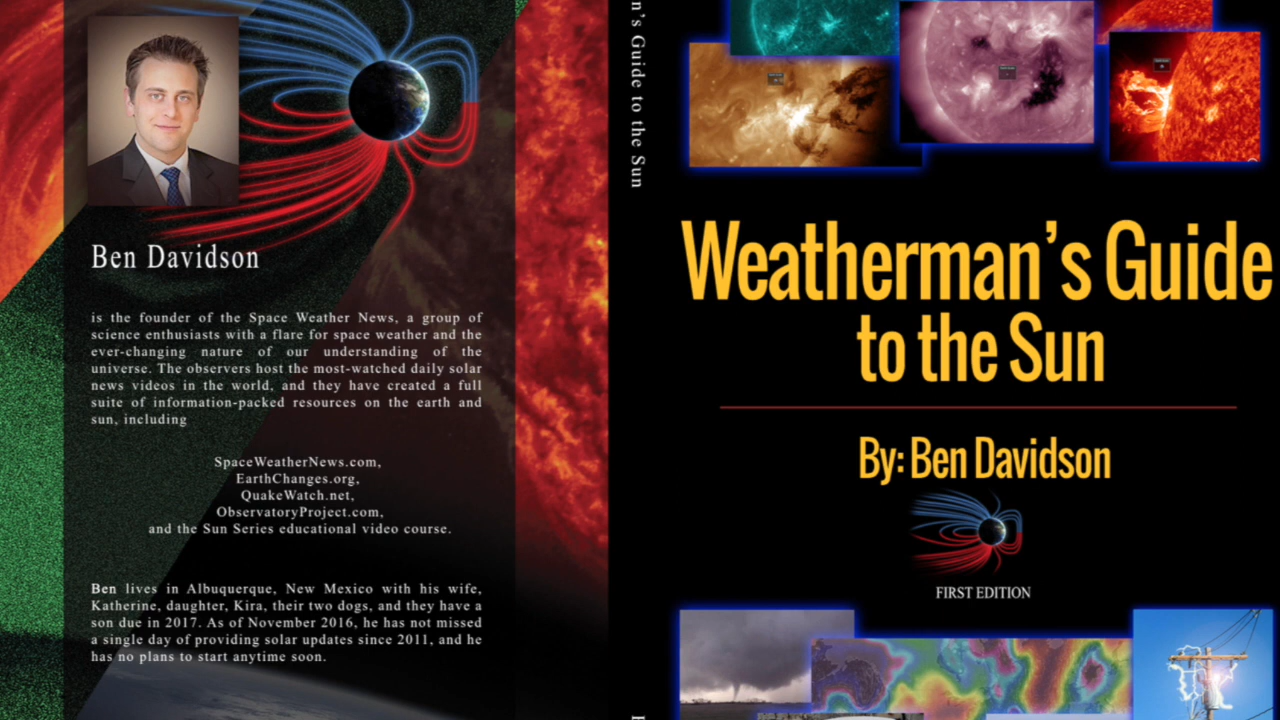 Ben Davidson
is the founder of the Space Weather News, a group of
science enthusiasts with a flare for space weather and the
ever-changing nature of our understanding of the
universe. The observers host the most-watched daily solar
news videos in the world, and they have created a full
suite of information-packed resources on the earth and
sun, including
SpaceWeatherNews.com,
EarthChanges.org,
QuakeWatch.net,
ObservatoryProject.com,
and the Sun Series educational video course.
Ben lives in Albuquerque, New Mexico with his wife,
Katherine, daughter, Kira, their two dogs, and they have a
son due in 2017. As of November 2016, he has not missed
a single day of providing solar updates since 2011, and he
has no plans to start anytime soon.
n's Guide to the Sun
Weatherman's Guide
to the Sun
By: Ben Davidson
FIRST EDITION